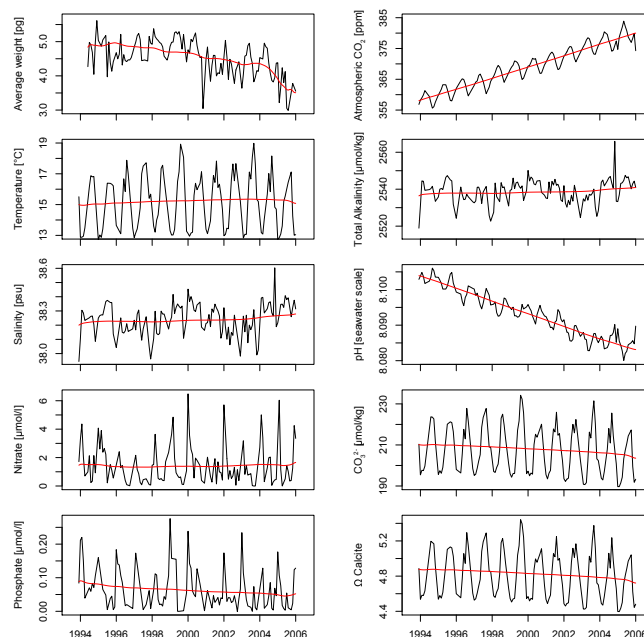 Average weight [pg]
5.0
4.0
3.0
Atmospheric CO2 [ppm]
385
375
365
355
Temperature [°C]
19
17
15
13
Total Alkalinity [µmol/kg]
2560
2540
2520
Salinity [psu]
38.6
38.3
38.0
pH [seawater scale]
8.100
8.090
8.080
Nitrate [µmol/l]
6
4
2
0
CO3²⁻ [µmol/kg]
230
210
190
Phosphate [µmol/l]
0.20
0.10
0.00
Ω Calcite
5.2
4.8
4.4
1994 1996 1998 2000 2002 2004 2006
1994 1996 1998 2000 2002 2004 2006